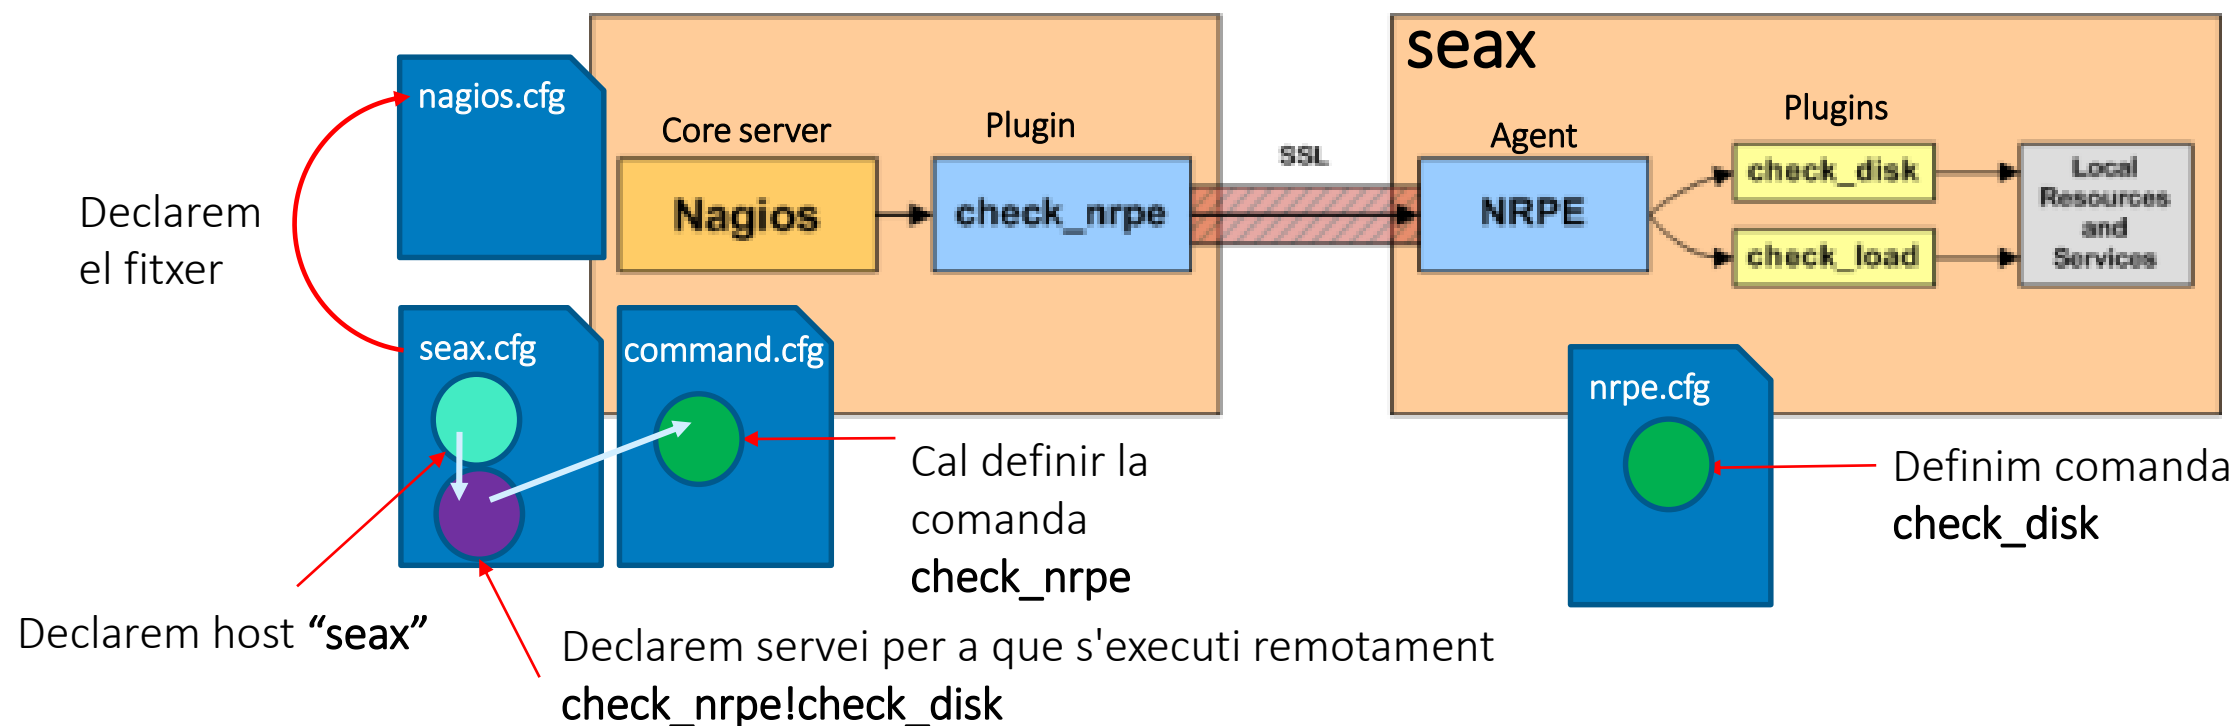 seax
nagios.cfg
Core server
Plugin
SSL
Agent
Plugins
Nagios
check_nrpe
NRPE
check_disk
check_load
Local
Resources
and
Services
Declarem
el fitxer
seax.cfg
command.cfg
nrpe.cfg
Cal definir la
comanda
check_nrpe
Definim comanda
check_disk
Declarem host “seax”
Declarem servei per a que s'executi remotament
check_nrpe!check_disk